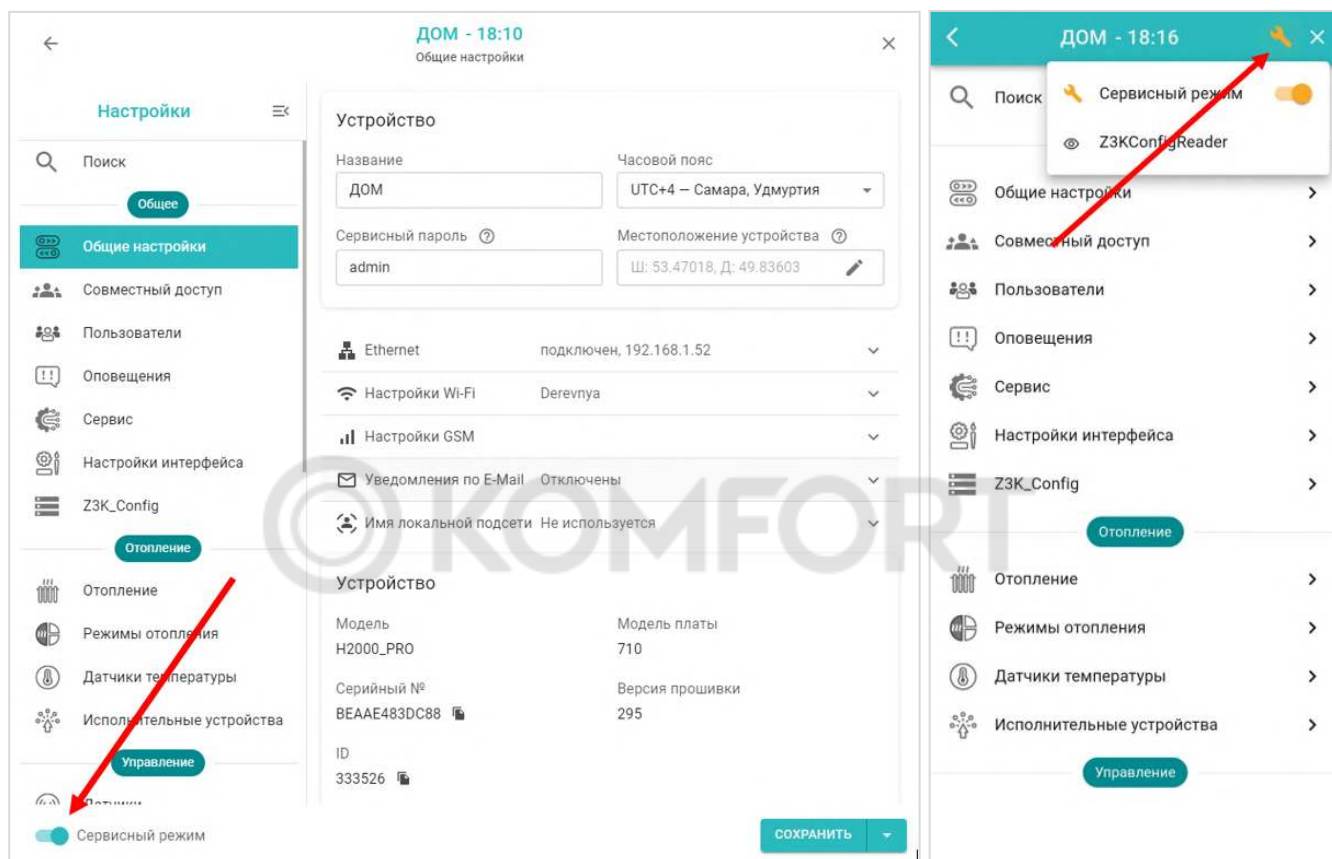 ДОМ - 18:10
Общие настройки
Настройки
Поиск
Общее
Общие настройки
Совместный доступ
Пользователи
Оповещения
Сервис
Настройки интерфейса
Z3K_Config
Отопление
Отопление
Режимы отопления
Датчики температуры
Исполнительные устройства
Управление
Датчики
Сервисный режим
Устройство
Название
ДОМ
Часовой пояс
UTC+4 — Самара, Удмуртия
Сервисный пароль
admin
Местоположение устройства
Ш: 53.47018, Д: 49.83603
Ethernet подключен, 192.168.1.52
Настройки Wi-Fi Derevnya
Настройки GSM
Уведомления по E-Mail Отключены
Имя локальной подсети Не используется
Устройство
Модель
H2000_PRO
Модель платы
710
Серийный №
BEAAE483DC88
Версия прошивки
295
ID
333526
СОХРАНИТЬ
KOMFORT
ДОМ - 18:16
Поиск
Сервисный режим
Z3KConfigReader
Общие настройки
Совместный доступ
Пользователи
Оповещения
Сервис
Настройки интерфейса
Z3K_Config
Отопление
Отопление
Режимы отопления
Датчики температуры
Исполнительные устройства
Управление